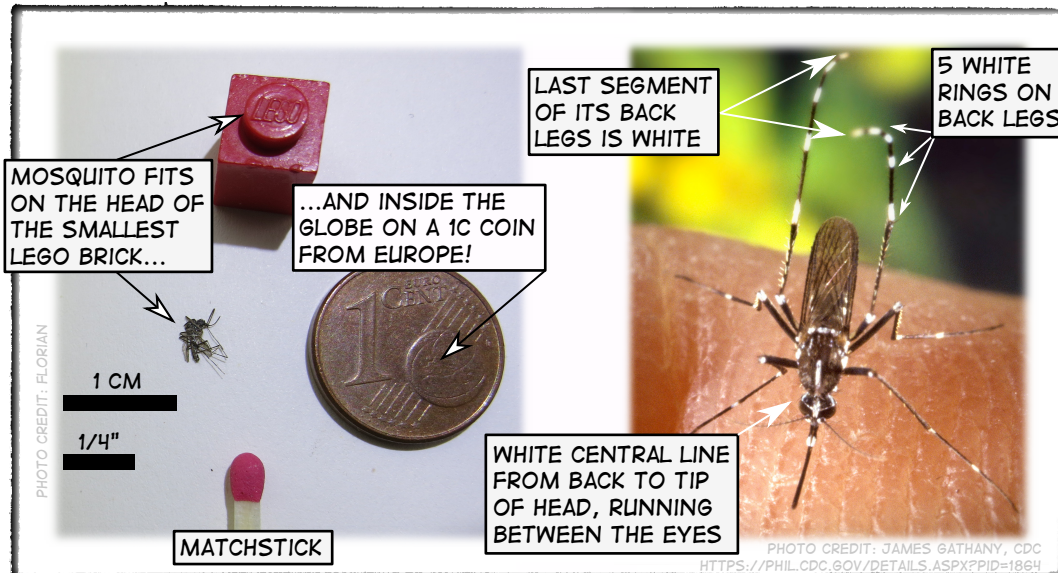 LEGO
MOSQUITO FITS
ON THE HEAD OF
THE SMALLEST
LEGO BRICK...
...AND INSIDE THE
GLOBE ON A 1C COIN
FROM EUROPE!
1 EURO
CENT
1 CM
1/4"
MATCHSTICK
PHOTO CREDIT: FLORIAN
LAST SEGMENT
OF ITS BACK
LEGS IS WHITE
5 WHITE
RINGS ON
BACK LEGS
WHITE CENTRAL LINE
FROM BACK TO TIP
OF HEAD, RUNNING
BETWEEN THE EYES
PHOTO CREDIT: JAMES GATHANY, CDC
HTTPS://PHIL.CDC.GOV/DETAILS.ASPX?PID=1864